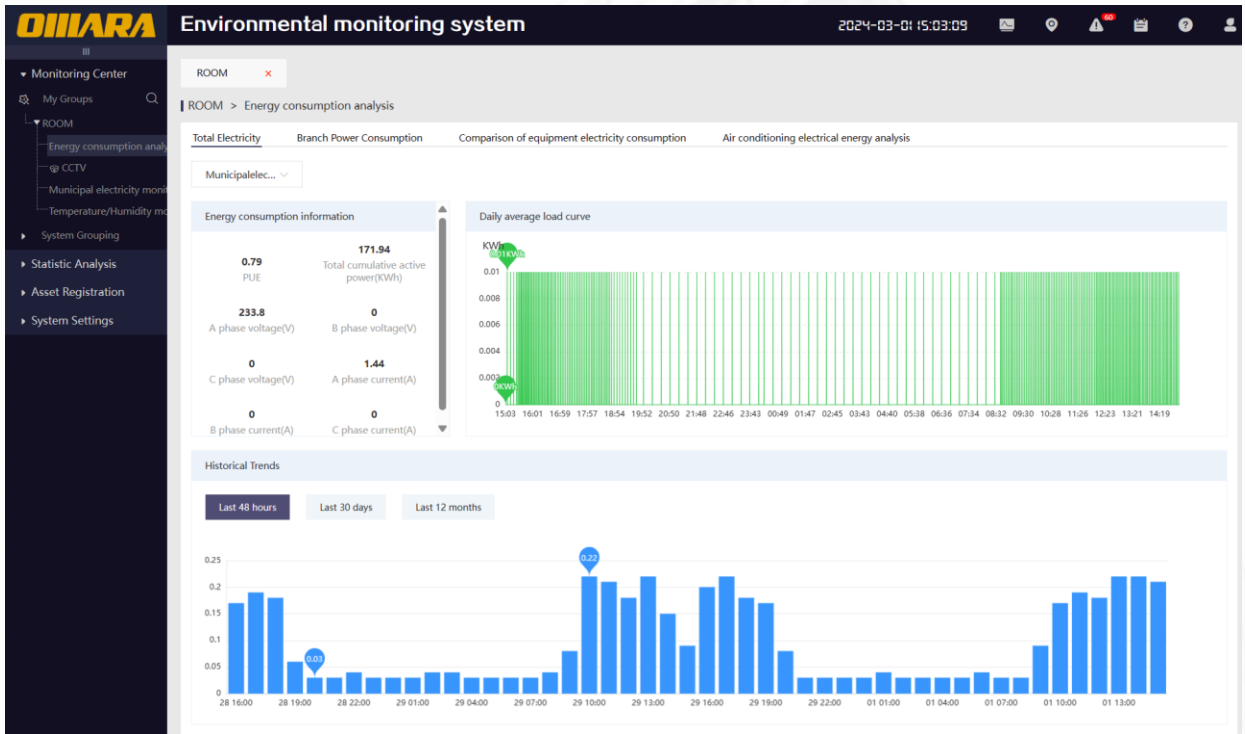 OMARA
Environmental monitoring system
2024-03-01 15:03:09
60
Monitoring Center
My Groups
ROOM
Energy consumption analy
CCTV
Municipal electricity monit
Temperature/Humidity mo
System Grouping
Statistic Analysis
Asset Registration
System Settings
ROOM ×
ROOM > Energy consumption analysis
Total Electricity Branch Power Consumption Comparison of equipment electricity consumption Air conditioning electrical energy analysis
Municipalelec...
Energy consumption information
0.79
PUE
171.94
Total cumulative active
power(KWh)
233.8
A phase voltage(V)
0
B phase voltage(V)
0
C phase voltage(V)
1.44
A phase current(A)
0
B phase current(A)
0
C phase current(A)
Daily average load curve
KWh
0.01KWh
0.01
0.008
0.006
0.004
0.002
0KWh
0
15:03 16:01 16:59 17:57 18:54 19:52 20:50 21:48 22:46 23:43 00:49 01:47 02:45 03:43 04:40 05:38 06:36 07:34 08:32 09:30 10:28 11:26 12:23 13:21 14:19
Historical Trends
Last 48 hours Last 30 days Last 12 months
0.25
0.2
0.15
0.1
0.05
0
0.22
0.03
28 16:00 28 19:00 28 22:00 29 01:00 29 04:00 29 07:00 29 10:00 29 13:00 29 16:00 29 19:00 29 22:00 01 01:00 01 04:00 01 07:00 01 10:00 01 13:00